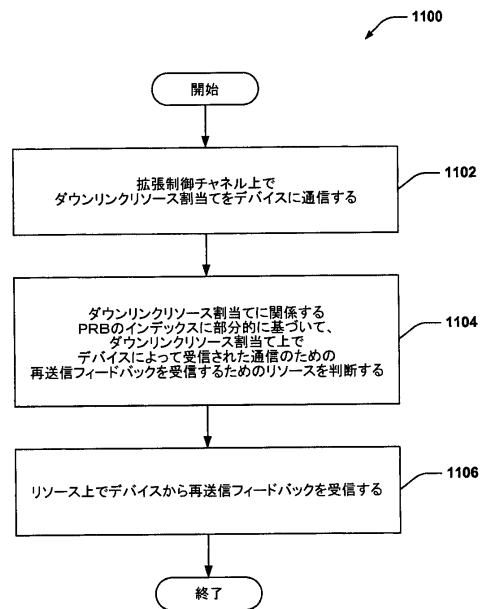 1100
開始
拡張制御チャネル上で
ダウンリンクリソース割当てをデバイスに通信する
1102
ダウンリンクリソース割当てに関係する
PRBのインデックスに部分的に基づいて、
ダウンリンクリソース割当て上で
デバイスによって受信された通信のための
再送信フィードバックを受信するためのリソースを判断する
1104
リソース上でデバイスから再送信フィードバックを受信する
1106
終了